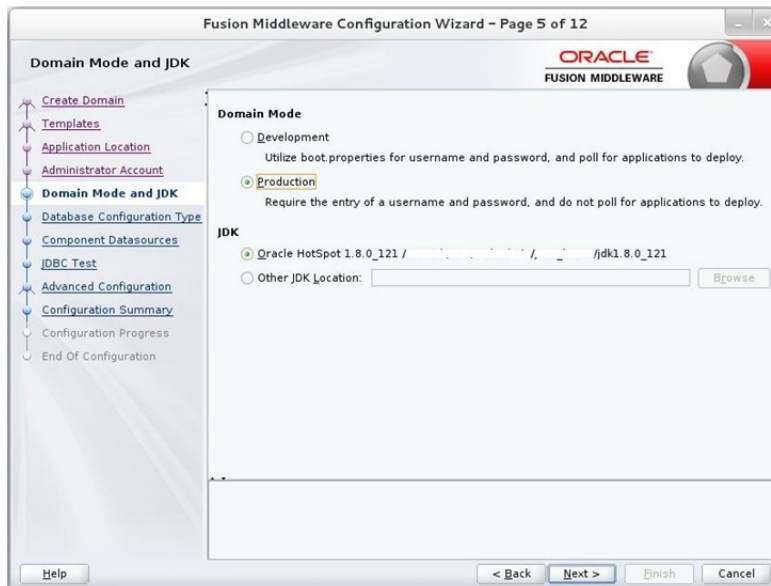 Fusion Middleware Configuration Wizard - Page 5 of 12
Domain Mode and JDK
ORACLE
FUSION MIDDLEWARE
Create Domain
Templates
Application Location
Administrator Account
Domain Mode and JDK
Database Configuration Type
Component Datasources
JDBC Test
Advanced Configuration
Configuration Summary
Configuration Progress
End Of Configuration
Domain Mode
Development
Utilize boot.properties for username and password, and poll for applications to deploy.
Production
Require the entry of a username and password, and do not poll for applications to deploy.
JDK
Oracle HotSpot 1.8.0_121 / /jdk1.8.0_121
Other JDK Location:
Browse
Help
< Back
Next >
Finish
Cancel